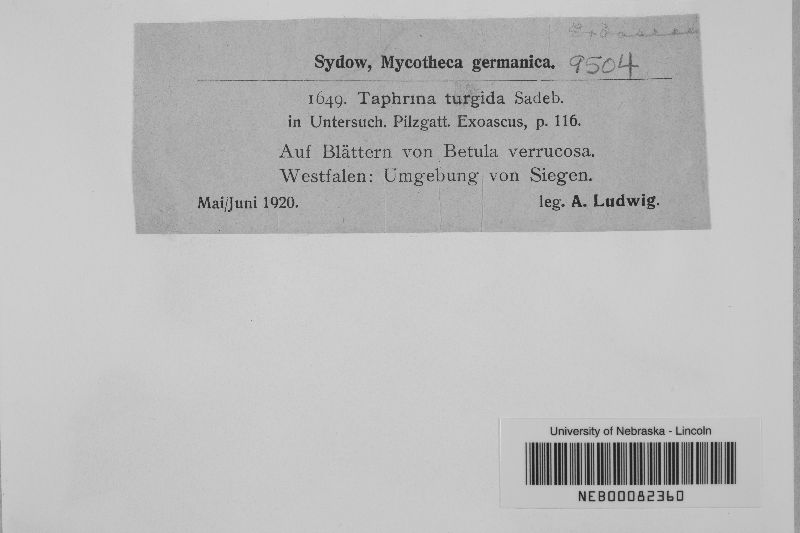 Sydow, Mycotheca germanica. 9504
1649. Taphrina turgida Sadeb.
in Untersuch. Pilzgatt. Exoascus, p. 116.
Auf Blättern von Betula verrucosa.
Westfalen: Umgebung von Siegen.
Mai/Juni 1920. leg. A. Ludwig.
University of Nebraska - Lincoln
NEB00082360